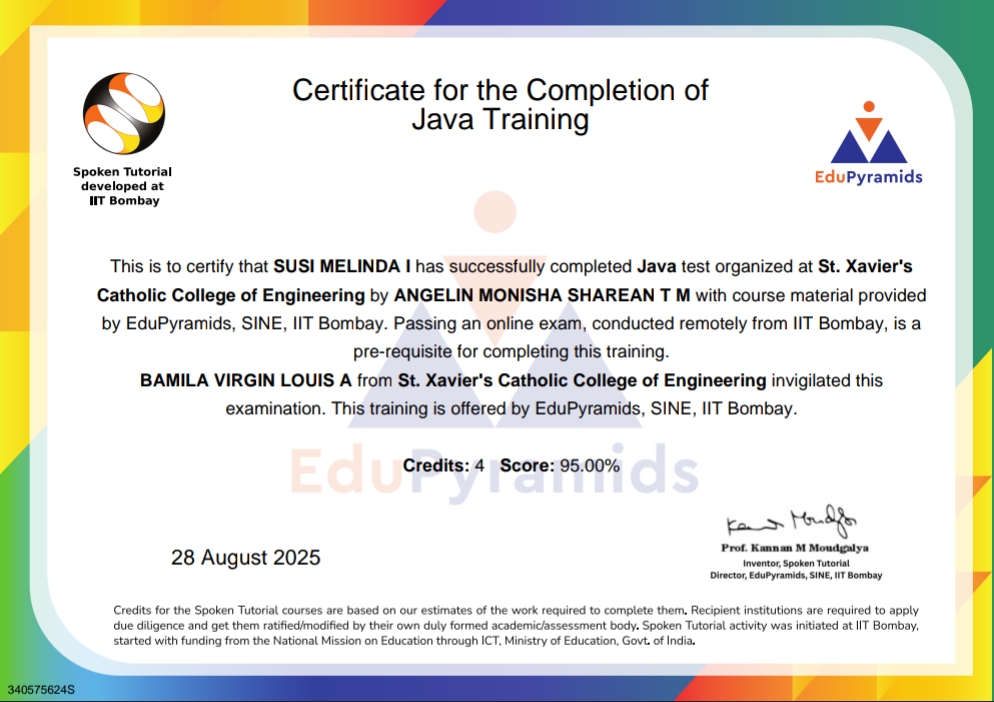 Certificate for the Completion of
Java Training
Spoken Tutorial
developed at
IIT Bombay
EduPyramids
This is to certify that SUSI MELINDA I has successfully completed Java test organized at St. Xavier's
Catholic College of Engineering by ANGELIN MONISHA SHAREAN T M with course material provided
by EduPyramids, SINE, IIT Bombay. Passing an online exam, conducted remotely from IIT Bombay, is a
pre-requisite for completing this training.
BAMILA VIRGIN LOUIS A from St. Xavier's Catholic College of Engineering invigilated this
examination. This training is offered by EduPyramids, SINE, IIT Bombay.
EduPyramids
Credits: 4 Score: 95.00%
28 August 2025
Prof. Kannan M Moudgalya
Inventor, Spoken Tutorial
Director, EduPyramids, SINE, IIT Bombay
Credits for the Spoken Tutorial courses are based on our estimates of the work required to complete them. Recipient institutions are required to apply
due diligence and get them ratified/modified by their own duly formed academic/assessment body. Spoken Tutorial activity was initiated at IIT Bombay,
started with funding from the National Mission on Education through ICT, Ministry of Education, Govt. of India.
340575624S